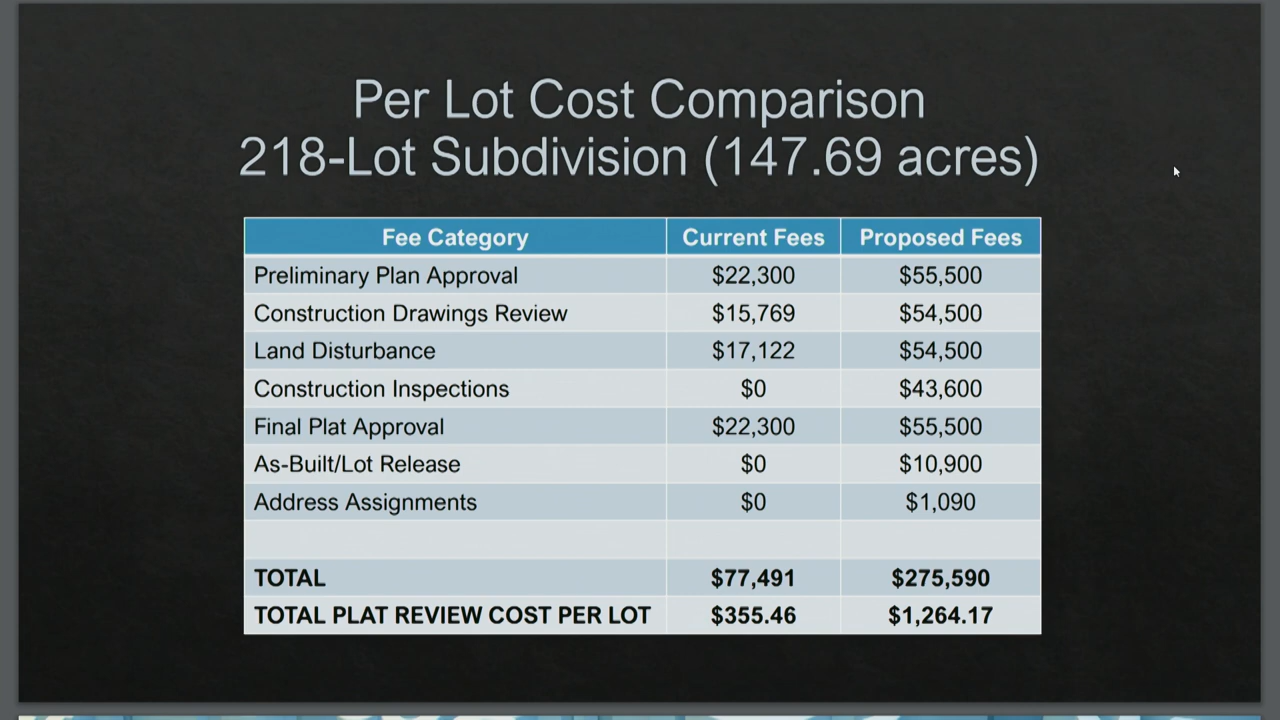 Per Lot Cost Comparison
218-Lot Subdivision (147.69 acres)
Fee Category Current Fees Proposed Fees
Preliminary Plan Approval $22,300 $55,500
Construction Drawings Review $15,769 $54,500
Land Disturbance $17,122 $54,500
Construction Inspections $0 $43,600
Final Plat Approval $22,300 $55,500
As-Built/Lot Release $0 $10,900
Address Assignments $0 $1,090
TOTAL $77,491 $275,590
TOTAL PLAT REVIEW COST PER LOT $355.46 $1,264.17